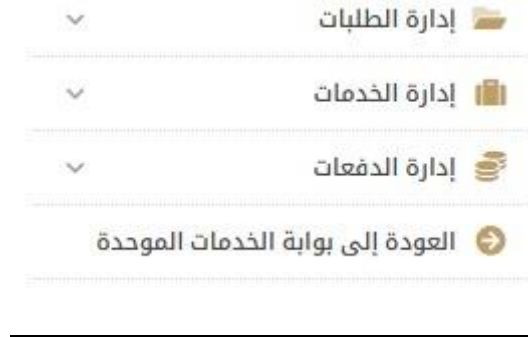 إدارة الطلبات
إدارة الخدمات
إدارة الدفعات
العودة إلى بوابة الخدمات الموحدة